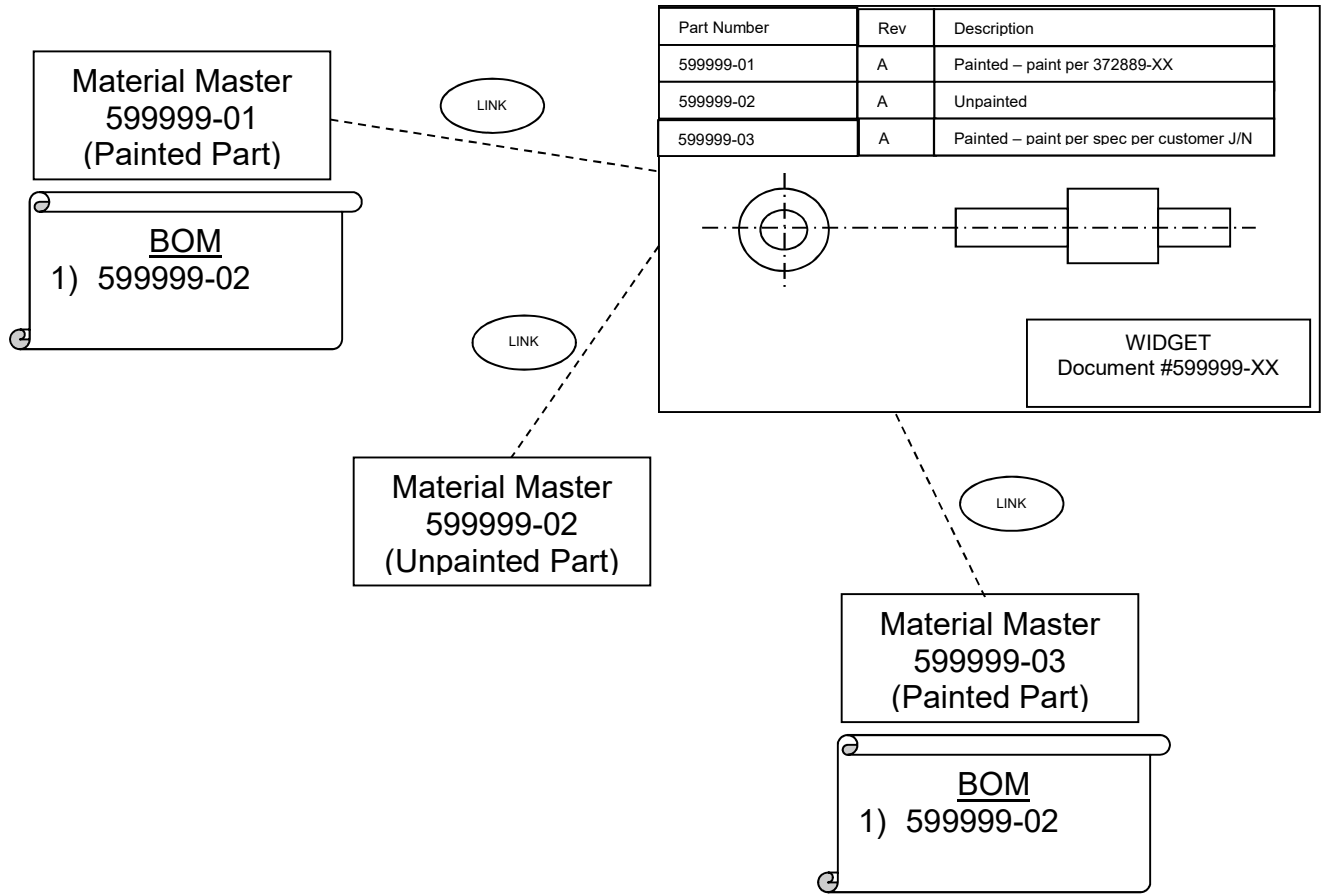 Part Number Rev Description
599999-01 A Painted – paint per 372889-XX
599999-02 A Unpainted
599999-03 A Painted – paint per spec per customer J/N
Material Master
599999-01
(Painted Part)
LINK
BOM
1) 599999-02
LINK
WIDGET
Document #599999-XX
Material Master
599999-02
(Unpainted Part)
LINK
Material Master
599999-03
(Painted Part)
BOM
1) 599999-02